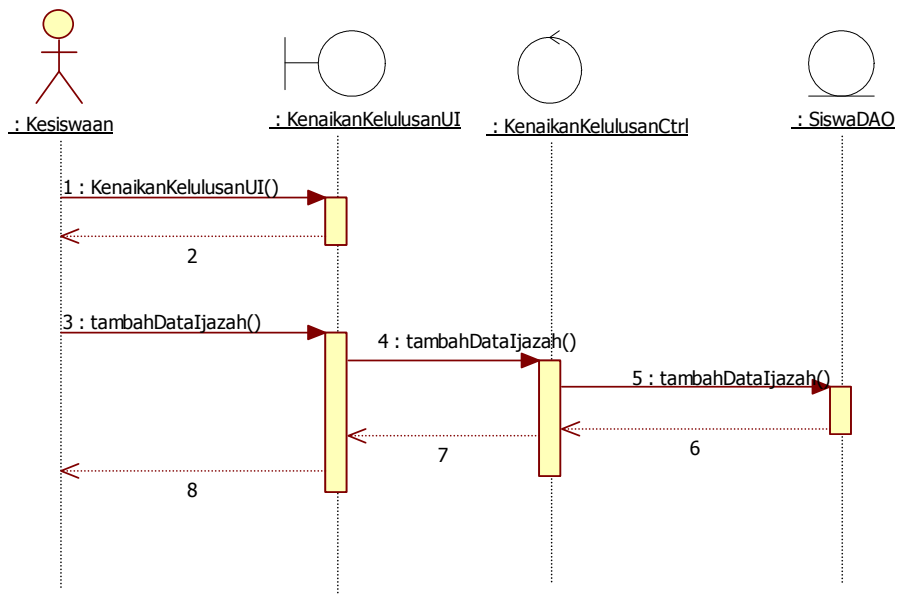 : Kesiswaan
: KenaikanKelulusanUI
: KenaikanKelulusanCtrl
: SiswaDAO
1 : KenaikanKelulusanUI()
2
3 : tambahDataIjazah()
4 : tambahDataIjazah()
5 : tambahDataIjazah()
6
7
8